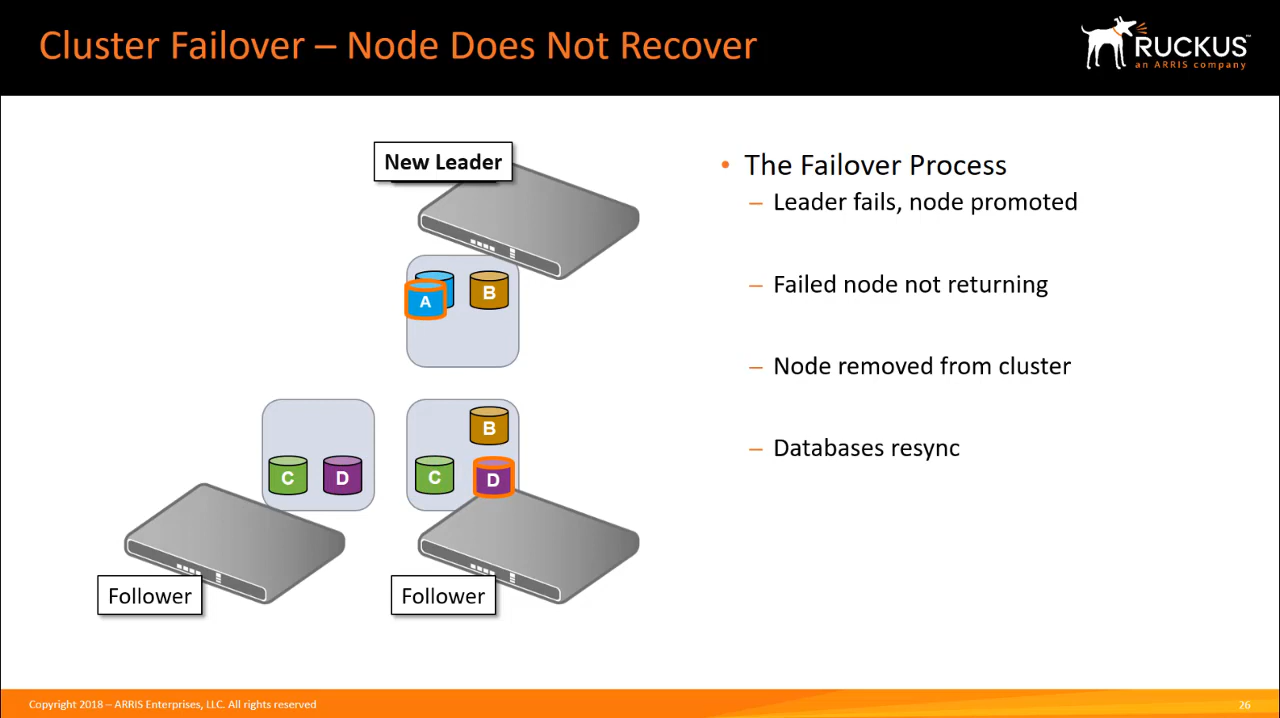 Cluster Failover – Node Does Not Recover
RUCKUS™
an ARRIS company
New Leader
A
B
B
C
D
C
D
Follower
Follower
• The Failover Process
– Leader fails, node promoted
– Failed node not returning
– Node removed from cluster
– Databases resync
Copyright 2018 – ARRIS Enterprises, LLC. All rights reserved
26